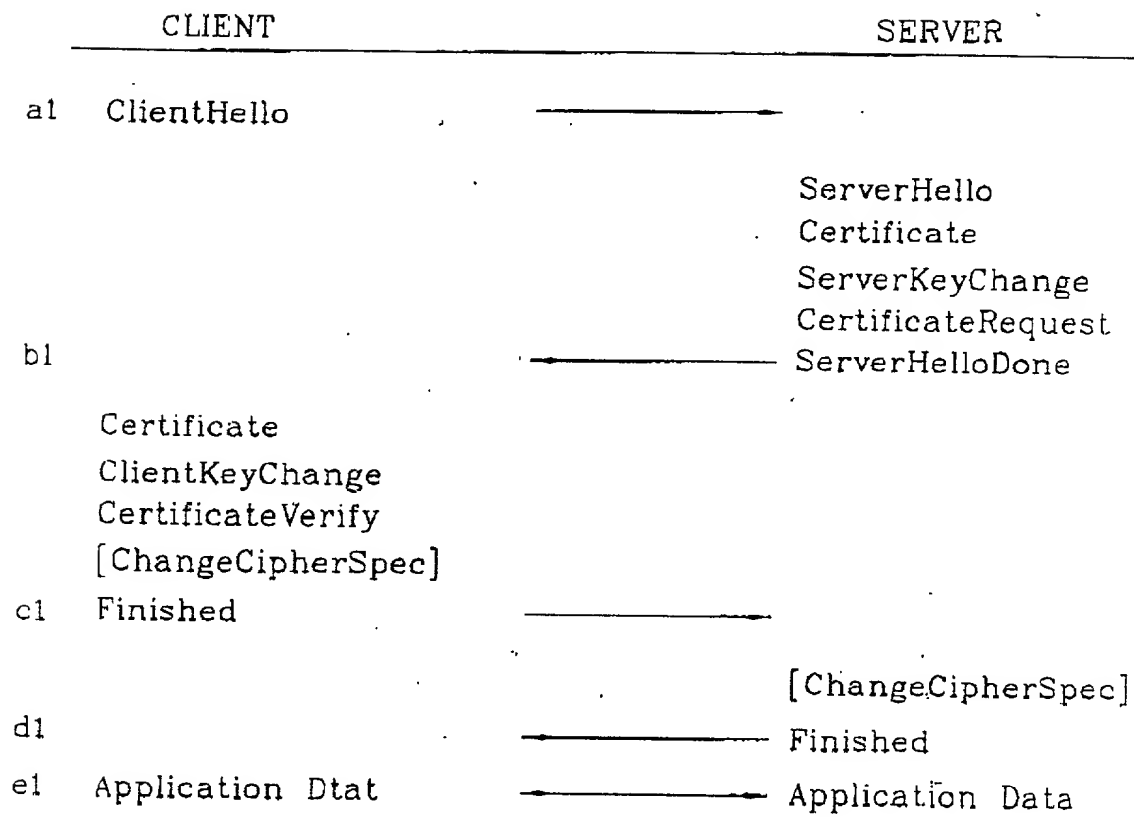 CLIENT SERVER
a1 ClientHello
ServerHello
Certificate
ServerKeyChange
CertificateRequest
b1 ServerHelloDone
Certificate
ClientKeyChange
CertificateVerify
[ChangeCipherSpec]
c1 Finished
[ChangeCipherSpec]
d1 Finished
e1 Application Dtat Application Data